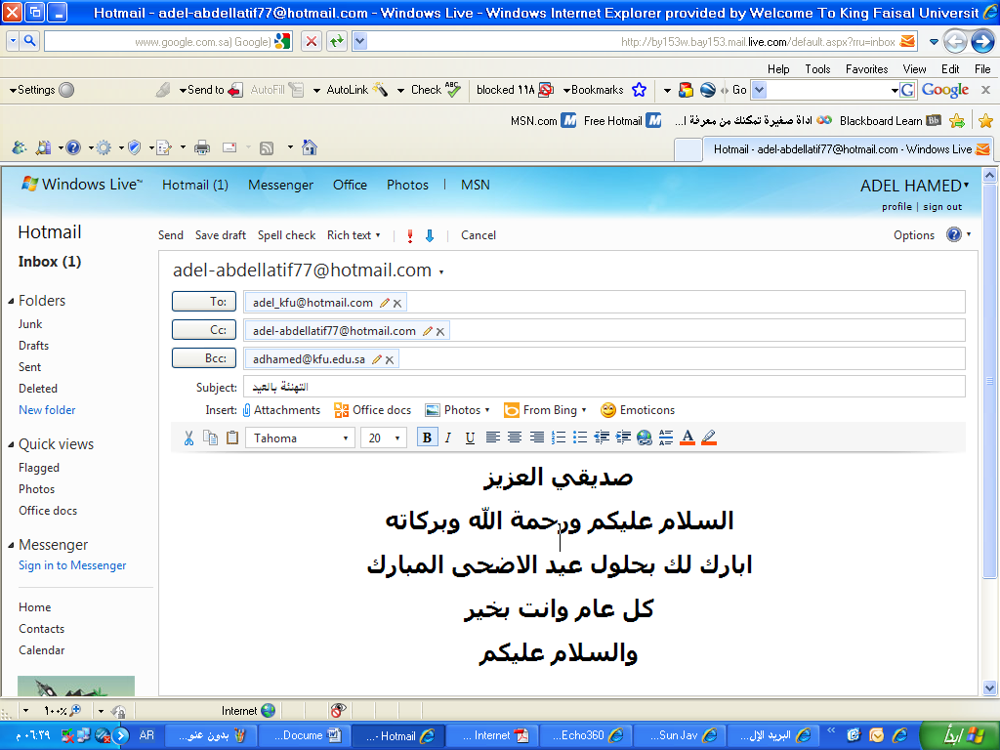 Hotmail - adel-abdellatif77@hotmail.com - Windows Live - Windows Internet Explorer provided by Welcome To King Faisal Universit
www.google.com.sa) Google)
http://by153w.bay153.mail.live.com/default.aspx?rru=inbox
Help Tools Favorites View Edit File
Settings Send to AutoFill AutoLink Check ABC blocked ١١٨ Bookmarks Go G Google
MSN.com Free Hotmail اداة صغيرة تمكنك من معرفة ا... Blackboard Learn Bb
Hotmail - adel-abdellatif77@hotmail.com - Windows Live
Windows Live™ Hotmail (1) Messenger Office Photos | MSN ADEL HAMED
profile | sign out
Hotmail Send Save draft Spell check Rich text Cancel Options
Inbox (1)
adel-abdellatif77@hotmail.com
To: adel_kfu@hotmail.com
Cc: adel-abdellatif77@hotmail.com
Bcc: adhamed@kfu.edu.sa
Subject: التهنئة بالعيد
Insert: Attachments Office docs Photos From Bing Emoticons
Tahoma 20 B I U A
Folders
Junk
Drafts
Sent
Deleted
New folder
Quick views
Flagged
Photos
Office docs
Messenger
Sign in to Messenger
Home
Contacts
Calendar
صديقي العزيز
السلام عليكم ورحمة الله وبركاته
ابارك لك بحلول عيد الاضحى المبارك
كل عام وانت بخير
والسلام عليكم
١٠٠% Internet
٠٦:٣٩ م AR بدون عنو... ...Docume ...- Hotmail ...Internet ...Echo360 ...Sun Jav البريد الإل... ابدأ